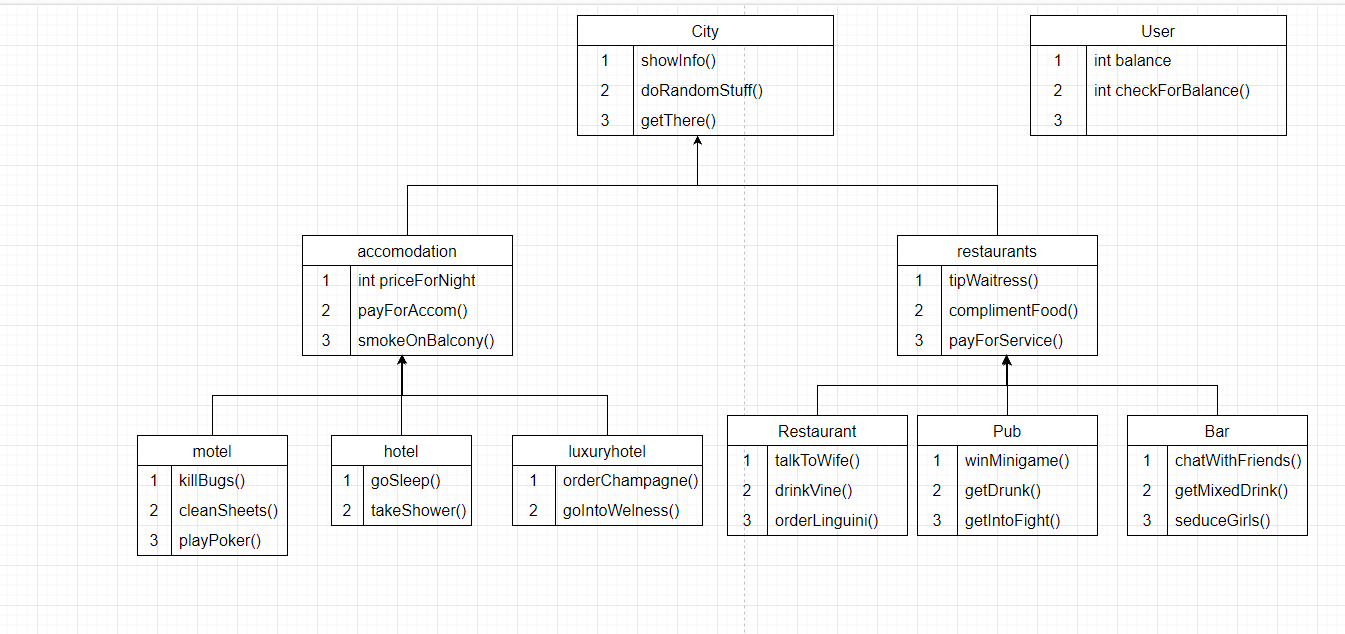 City
1 showInfo()
2 doRandomStuff()
3 getThere()
User
1 int balance
2 int checkForBalance()
3
accomodation
1 int priceForNight
2 payForAccom()
3 smokeOnBalcony()
restaurants
1 tipWaitress()
2 complimentFood()
3 payForService()
motel
1 killBugs()
2 cleanSheets()
3 playPoker()
hotel
1 goSleep()
2 takeShower()
luxuryhotel
1 orderChampagne()
2 goIntoWelness()
Restaurant
1 talkToWife()
2 drinkVine()
3 orderLinguini()
Pub
1 winMinigame()
2 getDrunk()
3 getIntoFight()
Bar
1 chatWithFriends()
2 getMixedDrink()
3 seduceGirls()